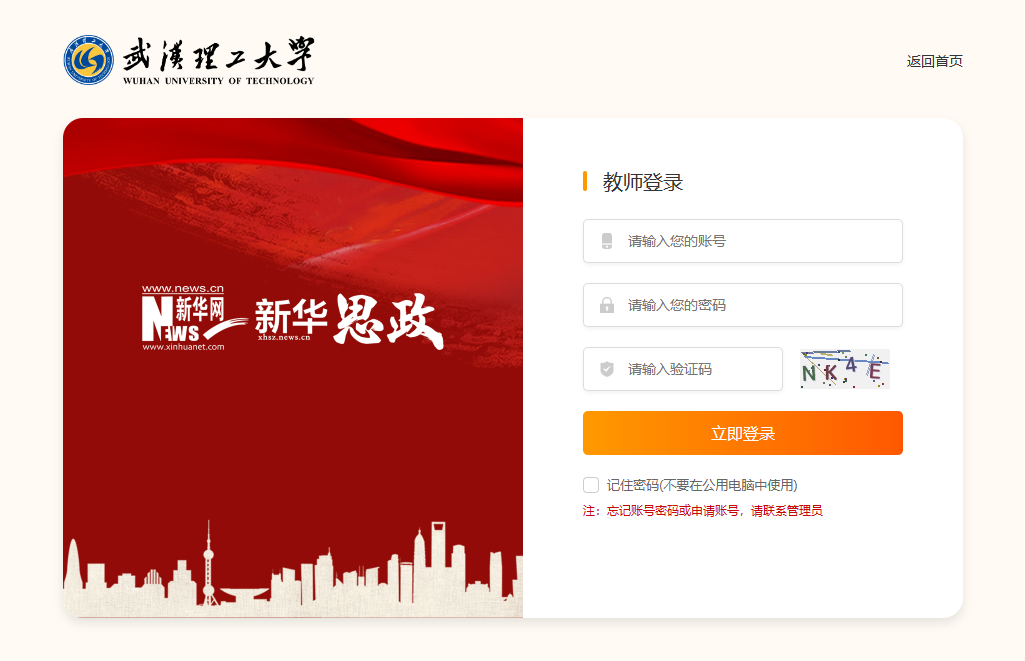 武漢理工大學
WUHAN UNIVERSITY OF TECHNOLOGY
返回首页
www.news.cn
NEWS 新华网
www.xinhuanet.com
新华思政
xhsz.news.cn
教师登录
请输入您的账号
请输入您的密码
请输入验证码
NK4E
立即登录
记住密码(不要在公用电脑中使用)
注：忘记账号密码或申请账号，请联系管理员